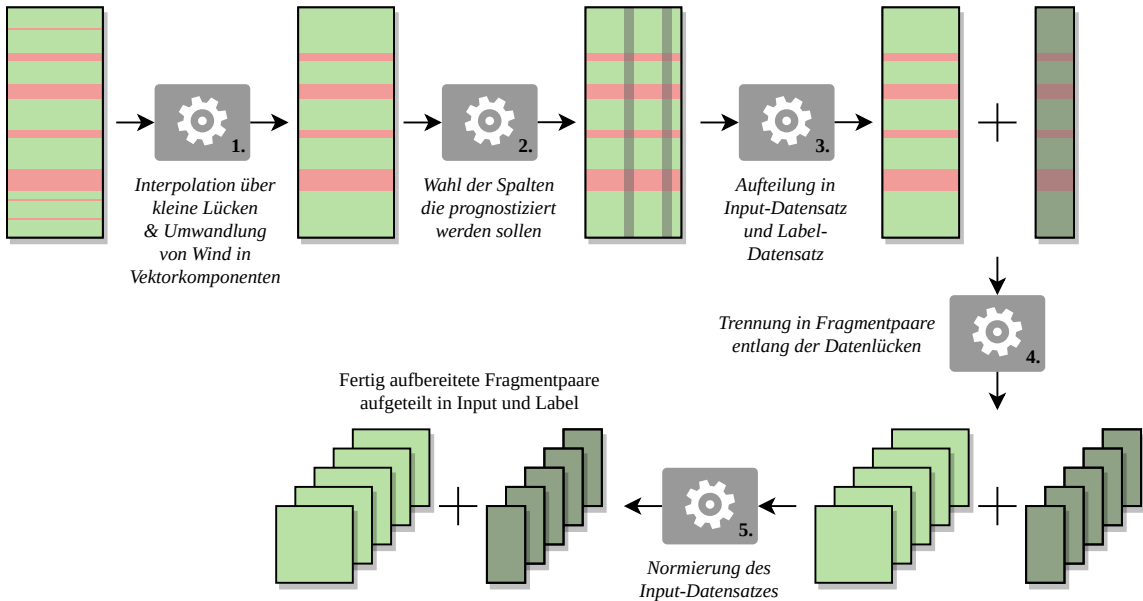 1.
Interpolation über
kleine Lücken
& Umwandlung
von Wind in
Vektorkomponenten
2.
Wahl der Spalten
die prognostiziert
werden sollen
3.
Aufteilung in
Input-Datensatz
und Label-
Datensatz
Trennung in Fragmentpaare
entlang der Datenlücken
4.
Fertig aufbereitete Fragmentpaare
aufgeteilt in Input und Label
5.
Normierung des
Input-Datensatzes